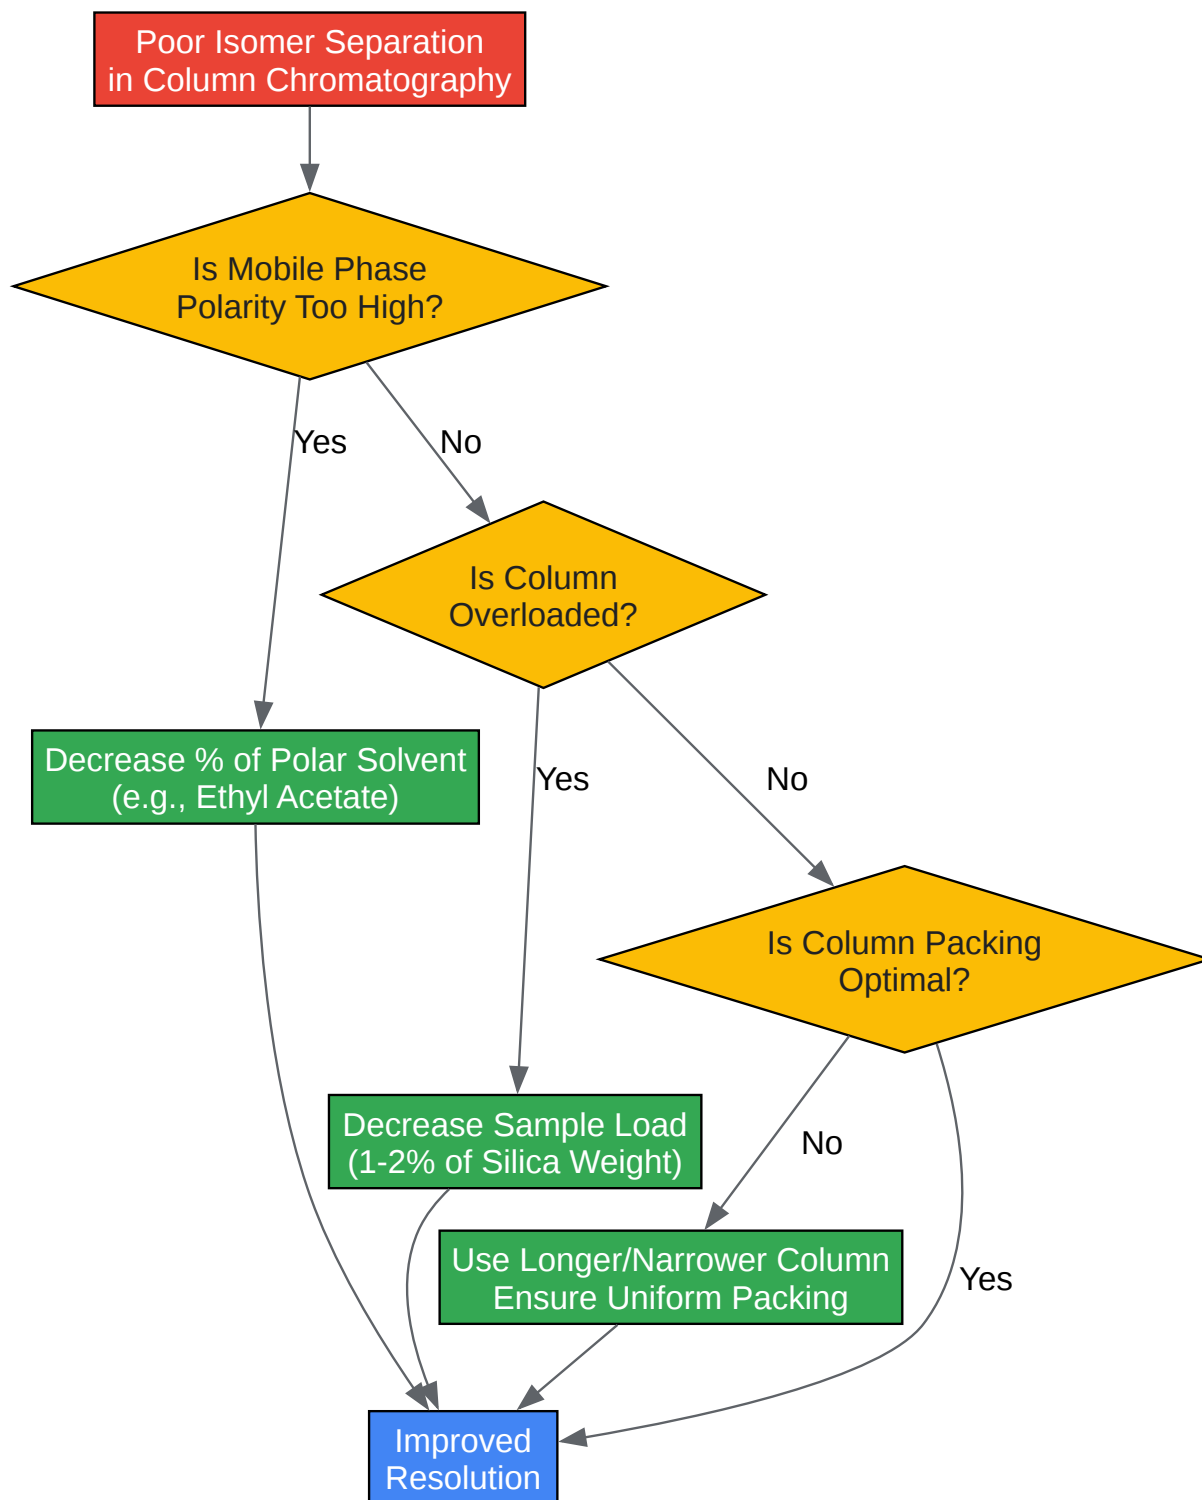 Poor Isomer Separation
in Column Chromatography
Is Mobile Phase
Polarity Too High?
Yes
No
Is Column
Overloaded?
Decrease % of Polar Solvent
(e.g., Ethyl Acetate)
Yes
No
Is Column Packing
Optimal?
Decrease Sample Load
(1-2% of Silica Weight)
No
Use Longer/Narrower Column
Ensure Uniform Packing
Yes
Improved
Resolution